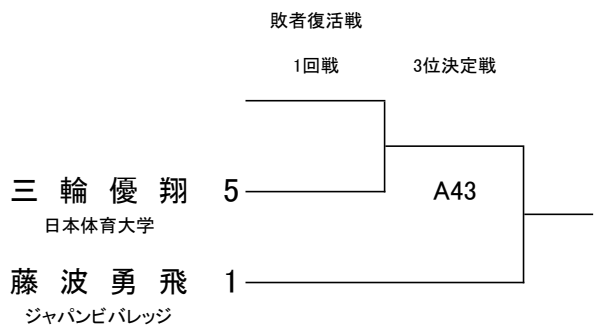 敗者復活戦
1回戦 3位決定戦
三輪優翔 5
日本体育大学
A43
藤波勇飛 1
ジャパンビバレッジ